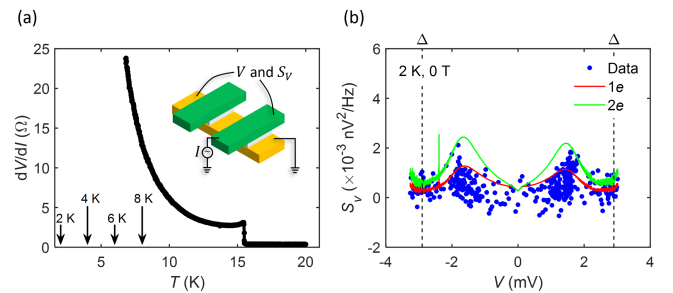 (a)
(b)
25
20
15
10
5
0
dV/dI (Ω)
V and S_V
I
2 K
4 K
6 K
8 K
5
10
15
20
T (K)
Δ
Δ
6
4
2
0
-2
S_V (×10⁻³ nV²/Hz)
2 K, 0 T
Data
1e
2e
-4
-2
0
2
4
V (mV)